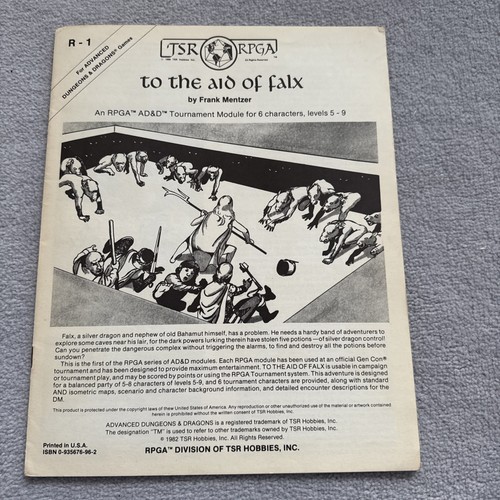 R - 1
For ADVANCED
DUNGEONS & DRAGONS® Games
TSR RPGA™
to the aid of falx
by Frank Mentzer
An RPGA™ AD&D™ Tournament Module for 6 characters, levels 5 - 9
Falx, a silver dragon and nephew of old Bahamut himself, has a problem. He needs a hardy band of adventurers to
explore some caves near his lair, for the dark powers lurking therein have stolen five potions —of silver dragon control!
Can you penetrate the dangerous complex without triggering the alarms, to find and destroy all the potions before
sundown?
This is the first of the RPGA series of AD&D modules. Each RPGA module has been used at an official Gen Con®
tournament and has been designed to provide maximum entertainment. TO THE AID OF FALX is usable in campaign
or tournament play, and may be scored by points or using the RPGA Tournament system. This adventure is designed
for a balanced party of 5-8 characters of levels 5-9, and 6 tournament characters are provided, along with standard
AND isometric maps, scenario and character background information, and detailed encounter descriptions for the
DM.
This product is protected under the copyright laws of the United States of America. Any reproduction or other unauthorized use of the material or artwork contained
herein is prohibited without the written consent of TSR Hobbies, Inc.
ADVANCED DUNGEONS & DRAGONS is a registered trademark of TSR Hobbies, Inc.
The designation "TM" is used to refer to other trademarks owned by TSR Hobbies, Inc.
© 1982 TSR Hobbies, Inc. All Rights Reserved.
Printed in U.S.A.
ISBN 0-935676-96-2
RPGA™ DIVISION OF TSR HOBBIES, INC.